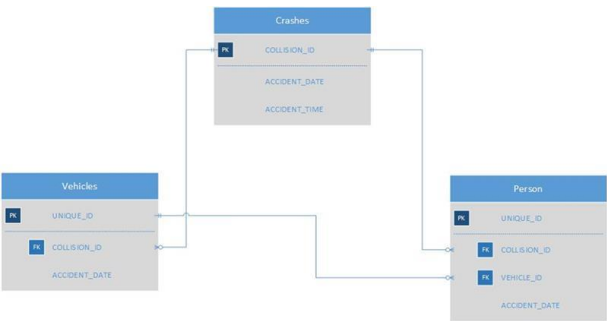 Crashes
PK COLLISION_ID
ACCIDENT_DATE
ACCIDENT_TIME
Vehicles
PK UNIQUE_ID
FK COLLISION_ID
ACCIDENT_DATE
Person
PK UNIQUE_ID
FK COLLISION_ID
FK VEHICLE_ID
ACCIDENT_DATE